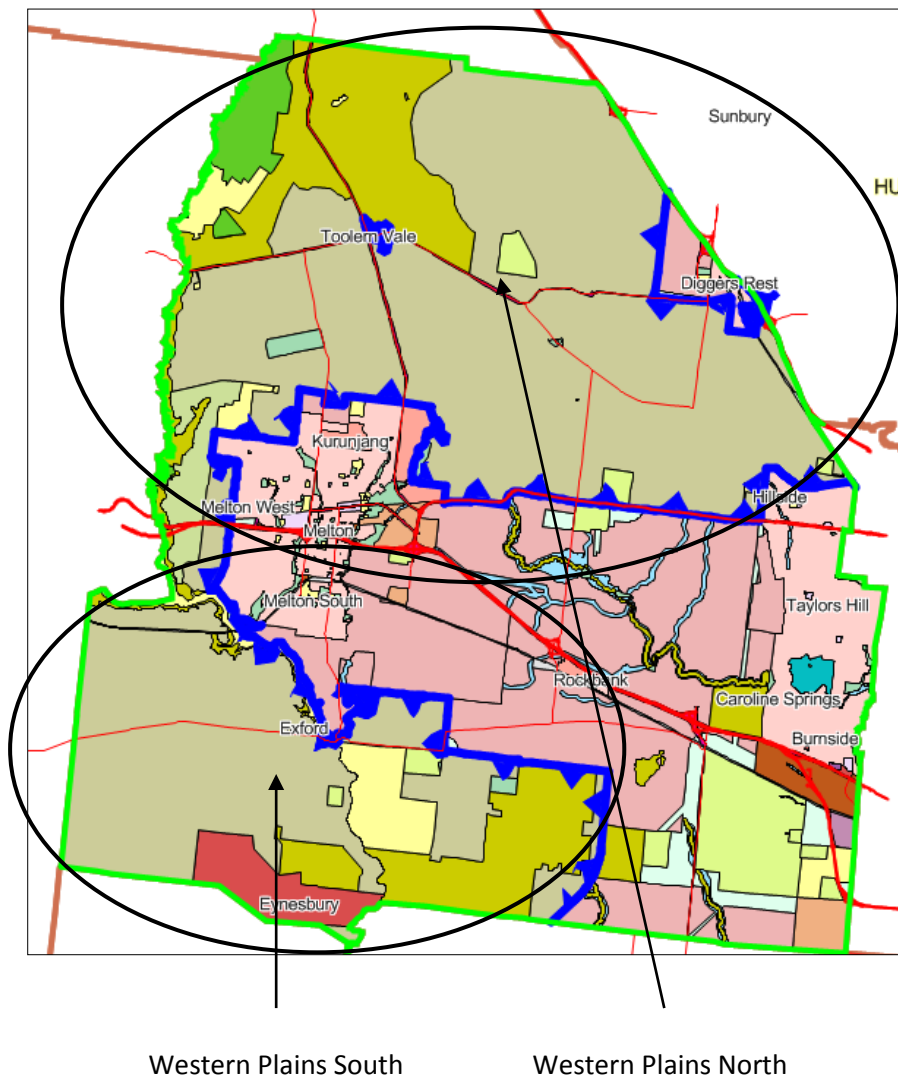 Sunbury
HU
Toolern Vale
Diggers Rest
Kurunjang
Melton West
Hillside
Melton
Melton South
Taylors Hill
Rockbank
Caroline Springs
Exford
Burnside
Eynesbury
Western Plains South
Western Plains North